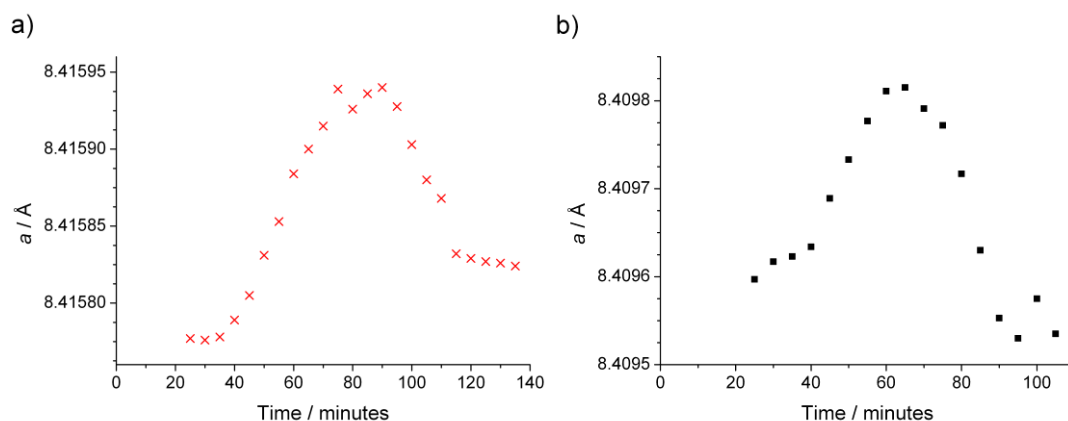 a)
8.41595
8.41590
8.41585
8.41580
a / Å
0 20 40 60 80 100 120 140
Time / minutes
b)
8.4098
8.4097
8.4096
8.4095
a / Å
0 20 40 60 80 100
Time / minutes